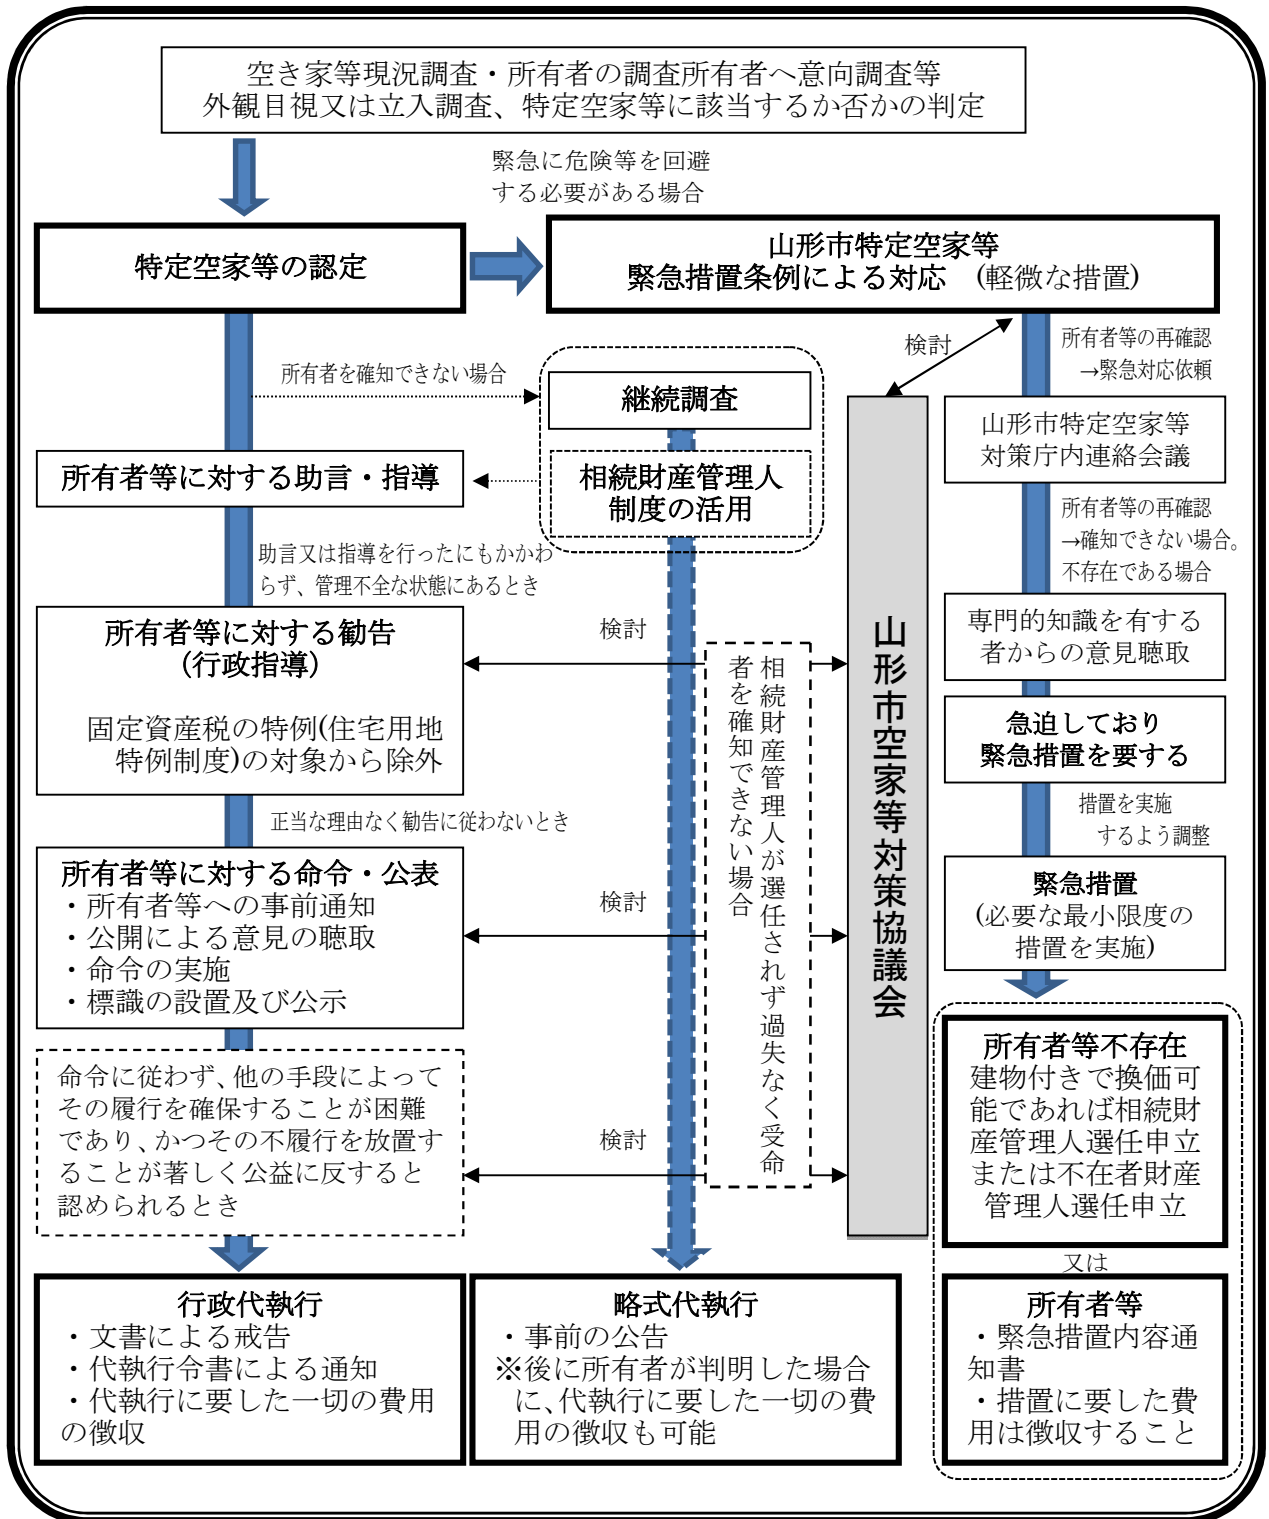 空き家等現況調査・所有者の調査所有者へ意向調査等
外観目視又は立入調査、特定空家等に該当するか否かの判定
緊急に危険等を回避
する必要がある場合
特定空家等の認定
山形市特定空家等
緊急措置条例による対応　(軽微な措置)
検討
所有者等の再確認
→緊急対応依頼
所有者を確知できない場合
継続調査
山形市特定空家等
対策庁内連絡会議
所有者等に対する助言・指導
相続財産管理人
制度の活用
所有者等の再確認
→確知できない場合。
不存在である場合
助言又は指導を行ったにもかかわ
らず、管理不全な状態にあるとき
所有者等に対する勧告
(行政指導)
固定資産税の特例(住宅用地
特例制度)の対象から除外
検討
相続財産管理人が選任されず過失なく受命
者を確知できない場合
山形市空家等対策協議会
専門的知識を有する
者からの意見聴取
急迫しており
緊急措置を要する
措置を実施
するよう調整
正当な理由なく勧告に従わないとき
所有者等に対する命令・公表
・所有者等への事前通知
・公開による意見の聴取
・命令の実施
・標識の設置及び公示
検討
緊急措置
(必要な最小限度の
措置を実施)
命令に従わず、他の手段によって
その履行を確保することが困難
であり、かつその不履行を放置す
ることが著しく公益に反すると
認められるとき
検討
所有者等不存在
建物付きで換価可
能であれば相続財
産管理人選任申立
または不在者財産
管理人選任申立
又は
行政代執行
・文書による戒告
・代執行令書による通知
・代執行に要した一切の費用
の徴収
略式代執行
・事前の公告
※後に所有者が判明した場合
に、代執行に要した一切の費
用の徴収も可能
所有者等
・緊急措置内容通
知書
・措置に要した費
用は徴収すること